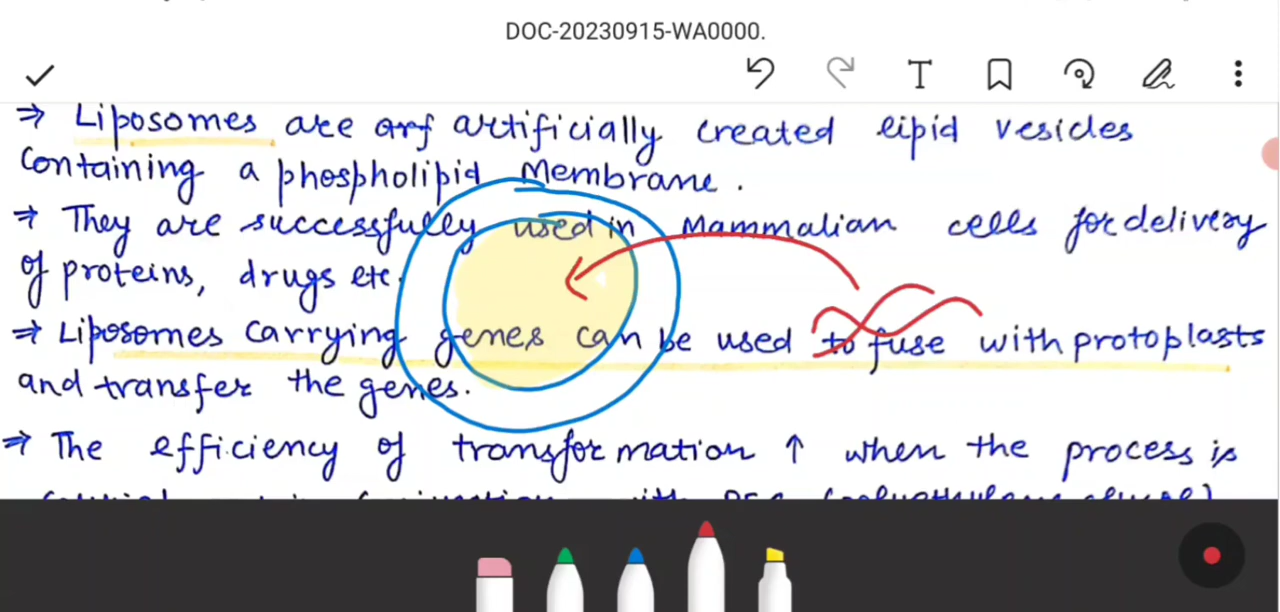 DOC-20230915-WA0000.
T
⇒ Liposomes are artificially created lipid vesicles
Containing a phospholipid Membrane.
⇒ They are successfully used in Mammalian cells for delivery
of proteins, drugs etc.
⇒ Liposomes carrying genes can be used to fuse with protoplasts
and transfer the genes.
⇒ The efficiency of transformation ↑ when the process is